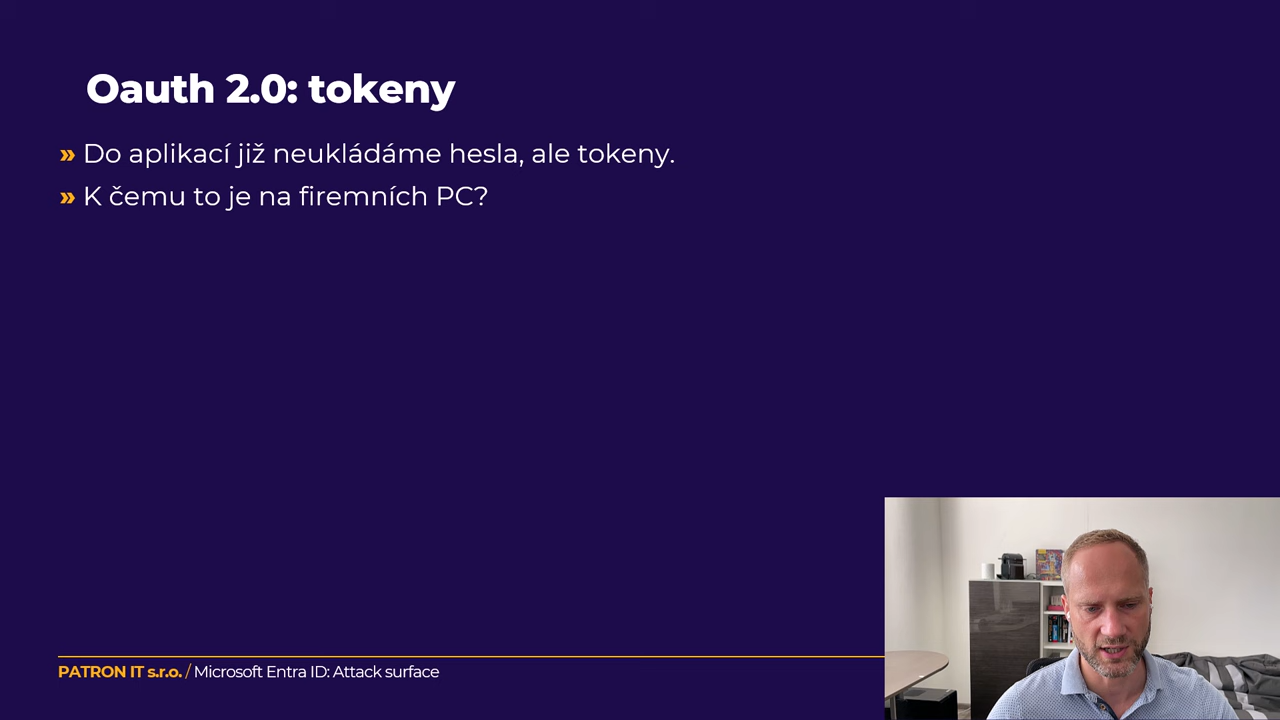 Oauth 2.0: tokeny
» Do aplikací již neukládáme hesla, ale tokeny.
» K čemu to je na firemních PC?
PATRON IT s.r.o. / Microsoft Entra ID: Attack surface